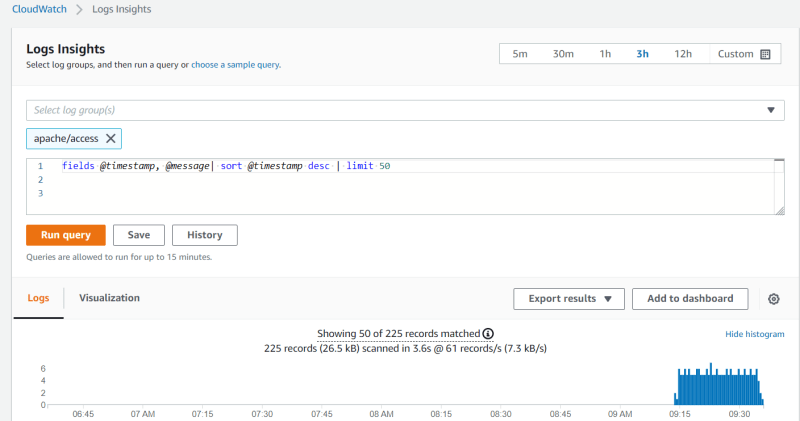 CloudWatch > Logs Insights
Logs Insights
Select log groups, and then run a query or choose a sample query.
5m 30m 1h 3h 12h Custom
Select log group(s)
apache/access
1 fields @timestamp, @message| sort @timestamp desc | limit 50
2
3
Run query Save History
Queries are allowed to run for up to 15 minutes.
Logs Visualization Export results Add to dashboard
Showing 50 of 225 records matched
Hide histogram
225 records (26.5 kB) scanned in 3.6s @ 61 records/s (7.3 kB/s)
6
4
2
0
06:45 07 AM 07:15 07:30 07:45 08 AM 08:15 08:30 08:45 09 AM 09:15 09:30